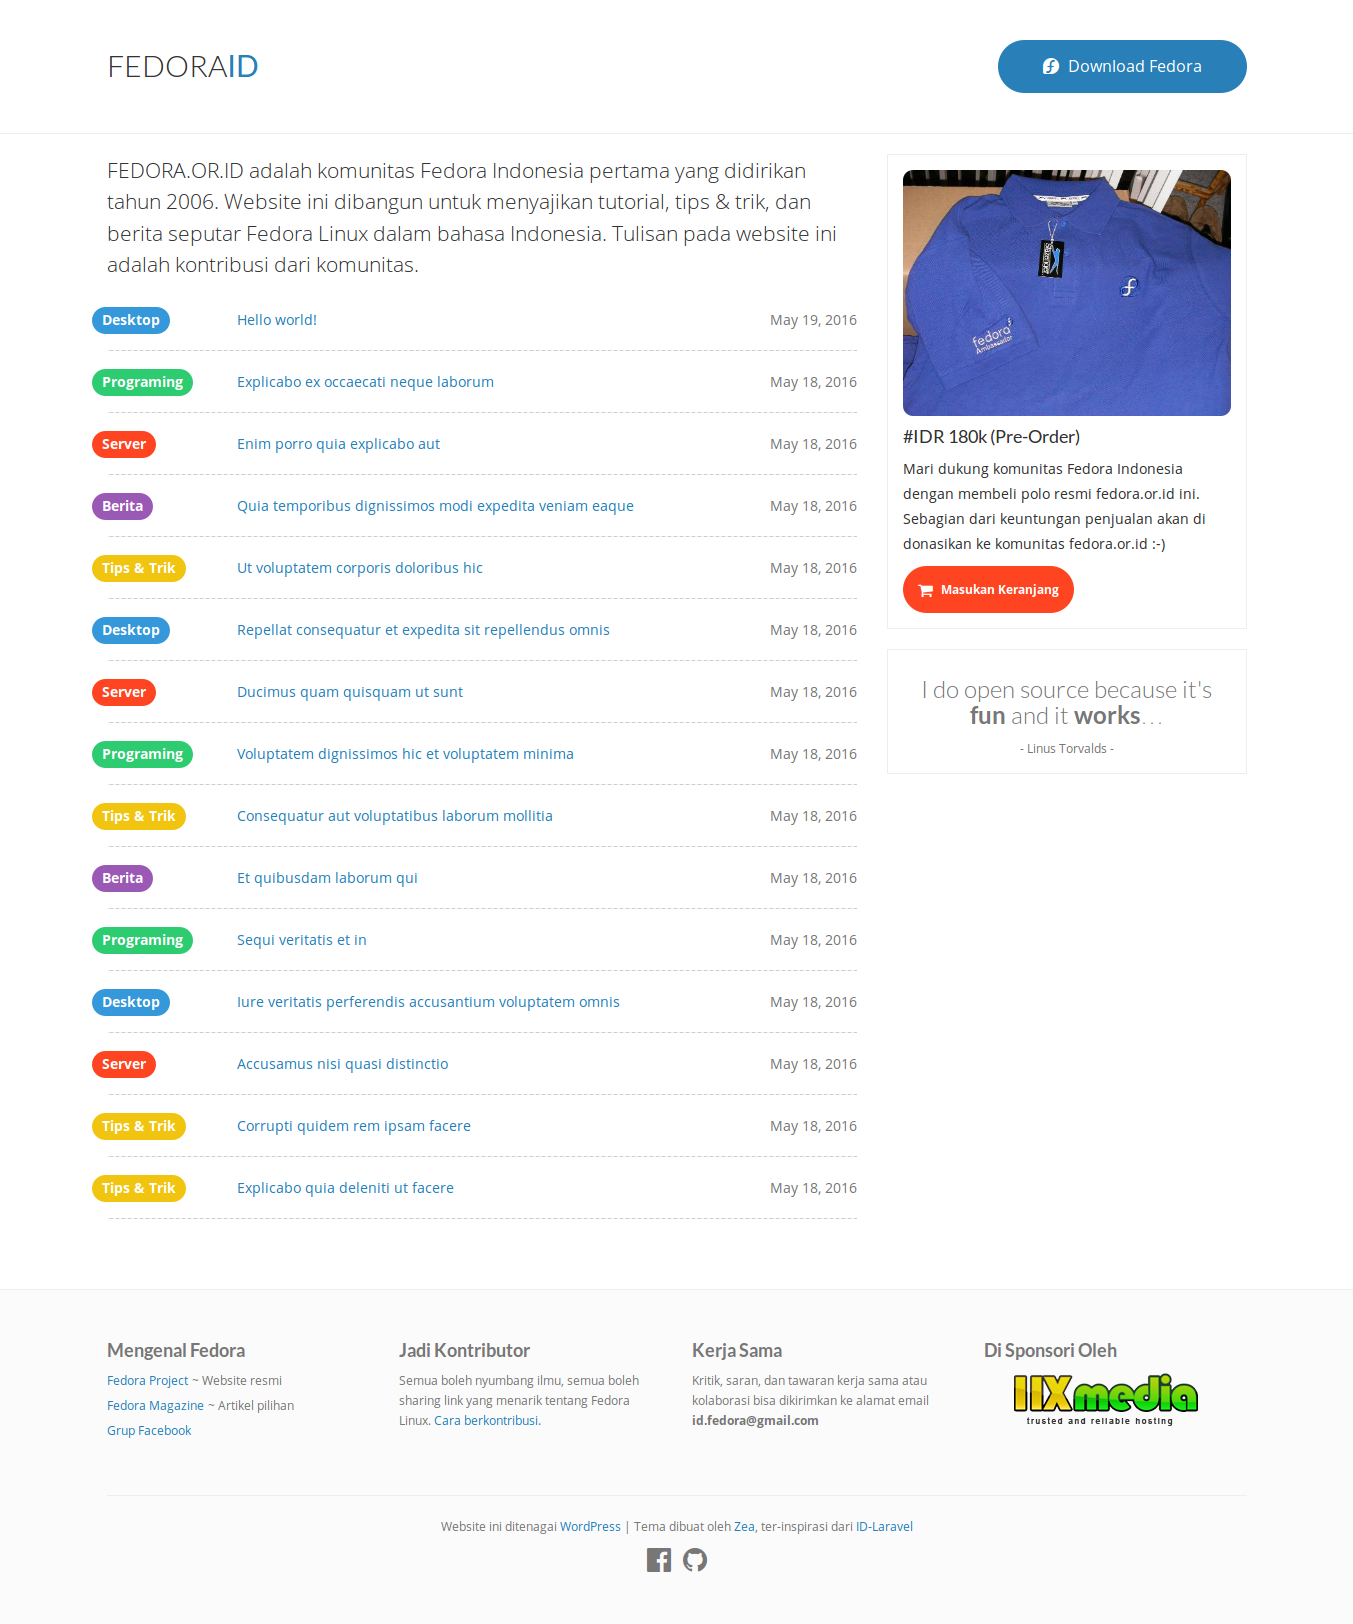 FEDORAID
Download Fedora
FEDORA.OR.ID adalah komunitas Fedora Indonesia pertama yang didirikan
tahun 2006. Website ini dibangun untuk menyajikan tutorial, tips & trik, dan
berita seputar Fedora Linux dalam bahasa Indonesia. Tulisan pada website ini
adalah kontribusi dari komunitas.
Desktop Hello world! May 19, 2016
Programing Explicabo ex occaecati neque laborum May 18, 2016
Server Enim porro quia explicabo aut May 18, 2016
Berita Quia temporibus dignissimos modi expedita veniam eaque May 18, 2016
Tips & Trik Ut voluptatem corporis doloribus hic May 18, 2016
Desktop Repellat consequatur et expedita sit repellendus omnis May 18, 2016
Server Ducimus quam quisquam ut sunt May 18, 2016
Programing Voluptatem dignissimos hic et voluptatem minima May 18, 2016
Tips & Trik Consequatur aut voluptatibus laborum mollitia May 18, 2016
Berita Et quibusdam laborum qui May 18, 2016
Programing Sequi veritatis et in May 18, 2016
Desktop Iure veritatis perferendis accusantium voluptatem omnis May 18, 2016
Server Accusamus nisi quasi distinctio May 18, 2016
Tips & Trik Corrupti quidem rem ipsam facere May 18, 2016
Tips & Trik Explicabo quia deleniti ut facere May 18, 2016
fedora
Ambassador
#IDR 180k (Pre-Order)
Mari dukung komunitas Fedora Indonesia
dengan membeli polo resmi fedora.or.id ini.
Sebagian dari keuntungan penjualan akan di
donasikan ke komunitas fedora.or.id :-)
Masukan Keranjang
I do open source because it's
fun and it works…
- Linus Torvalds -
Mengenal Fedora
Fedora Project ~ Website resmi
Fedora Magazine ~ Artikel pilihan
Grup Facebook
Jadi Kontributor
Semua boleh nyumbang ilmu, semua boleh
sharing link yang menarik tentang Fedora
Linux. Cara berkontribusi.
Kerja Sama
Kritik, saran, dan tawaran kerja sama atau
kolaborasi bisa dikirimkan ke alamat email
id.fedora@gmail.com
Di Sponsori Oleh
IIXmedia
trusted and reliable hosting
Website ini ditenagai WordPress | Tema dibuat oleh Zea, ter-inspirasi dari ID-Laravel